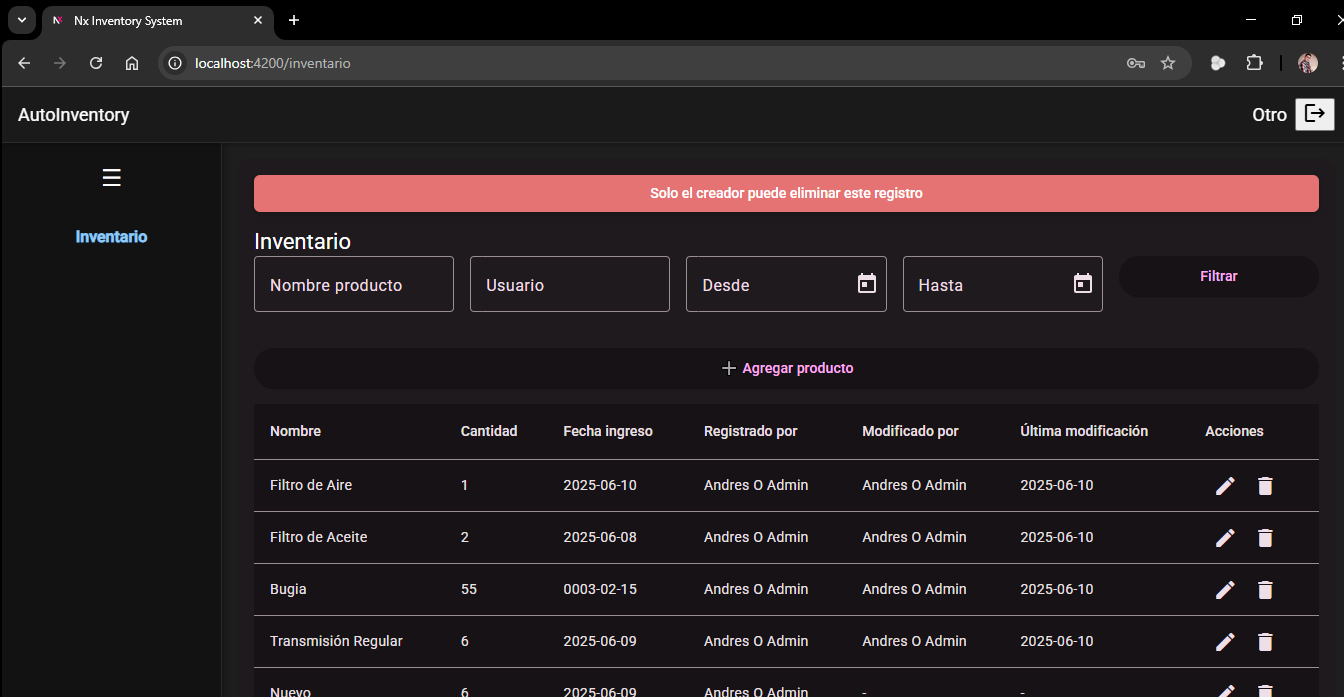 Nx Inventory System
localhost:4200/inventario
AutoInventory
Otro
Inventario
Solo el creador puede eliminar este registro
Inventario
Nombre producto Usuario Desde Hasta Filtrar
Agregar producto
Nombre Cantidad Fecha ingreso Registrado por Modificado por Última modificación Acciones
Filtro de Aire 1 2025-06-10 Andres O Admin Andres O Admin 2025-06-10
Filtro de Aceite 2 2025-06-08 Andres O Admin Andres O Admin 2025-06-10
Bugia 55 0003-02-15 Andres O Admin Andres O Admin 2025-06-10
Transmisión Regular 6 2025-06-09 Andres O Admin Andres O Admin 2025-06-10
Nuevo 6 2025-06-09 Andres O Admin - -